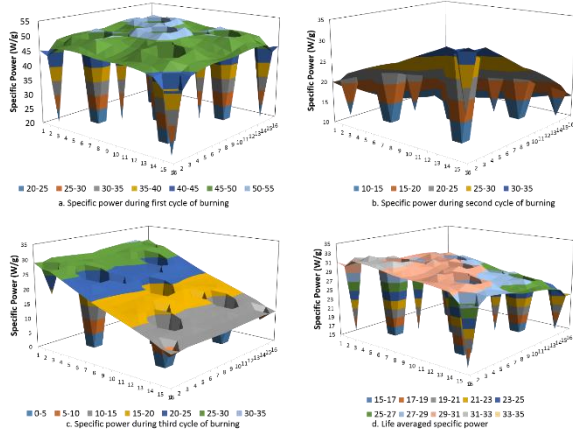 55
50
45
40
35
30
25
20
Specific Power (W/g)
1 2 3 4 5 6 7 8 9 10 11 12 13 14 15 16
20-25 25-30 30-35 35-40 40-45 45-50 50-55
a. Specific power during first cycle of burning
35
30
25
20
15
10
Specific Power (W/g)
1 2 3 4 5 6 7 8 9 10 11 12 13 14 15 16
10-15 15-20 20-25 25-30 30-35
b. Specific power during second cycle of burning
35
30
25
20
15
10
5
0
Specific Power (W/g)
1 2 3 4 5 6 7 8 9 10 11 12 13 14 15 16
0-5 5-10 10-15 15-20 20-25 25-30 30-35
c. Specific power during third cycle of burning
35
33
31
29
27
25
23
21
19
17
15
Specific Power (W/g)
1 2 3 4 5 6 7 8 9 10 11 12 13 14 15 16
15-17 17-19 19-21 21-23 23-25
25-27 27-29 29-31 31-33 33-35
d. Life averaged specific power